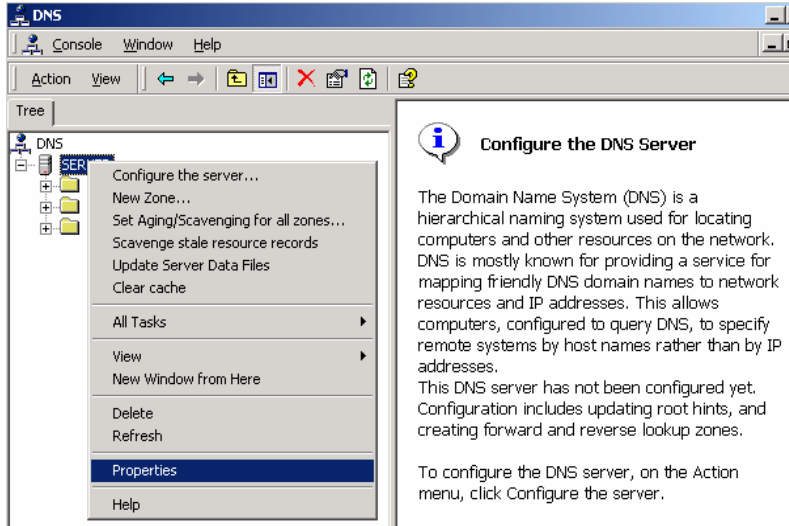 DNS
Console Window Help
Action View
Tree
DNS
Configure the server...
New Zone...
Set Aging/Scavenging for all zones...
Scavenge stale resource records
Update Server Data Files
Clear cache
All Tasks
View
New Window from Here
Delete
Refresh
Properties
Help
Configure the DNS Server
The Domain Name System (DNS) is a
hierarchical naming system used for locating
computers and other resources on the network.
DNS is mostly known for providing a service for
mapping friendly DNS domain names to network
resources and IP addresses. This allows
computers, configured to query DNS, to specify
remote systems by host names rather than by IP
addresses.
This DNS server has not been configured yet.
Configuration includes updating root hints, and
creating forward and reverse lookup zones.
To configure the DNS server, on the Action
menu, click Configure the server.